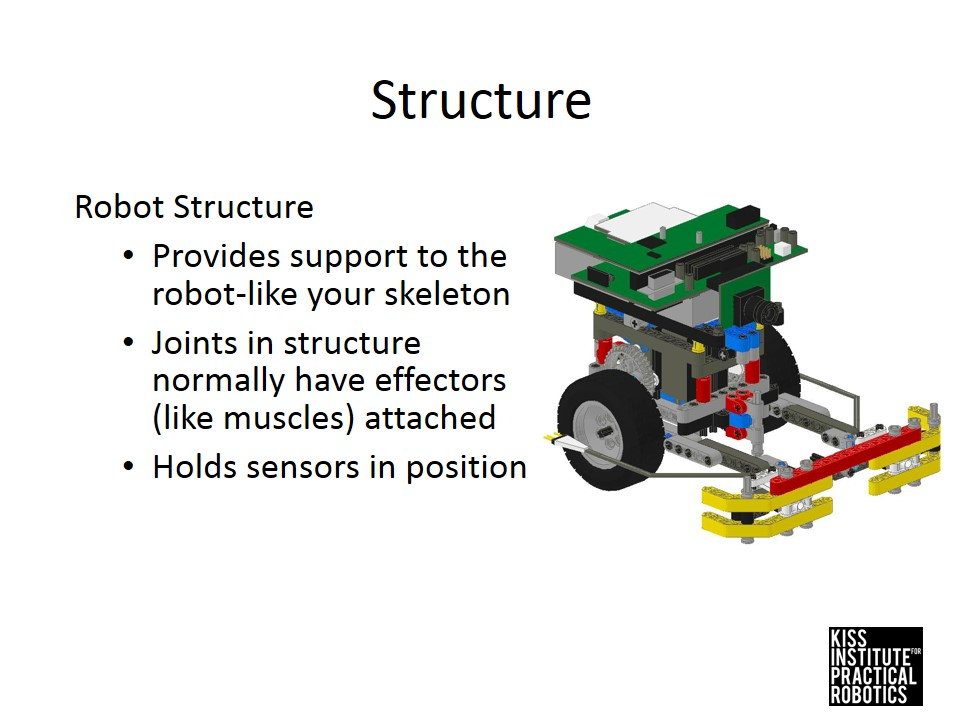 Structure
Robot Structure
• Provides support to the
robot-like your skeleton
• Joints in structure
normally have effectors
(like muscles) attached
• Holds sensors in position
KISS
INSTITUTE FOR
PRACTICAL
ROBOTICS